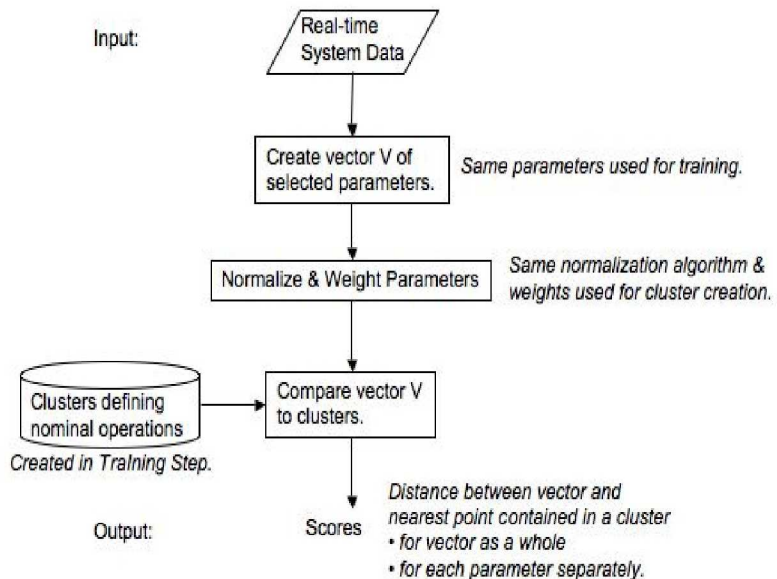 Input:
Real-time
System Data
Create vector V of
selected parameters.
Same parameters used for training.
Normalize & Weight Parameters
Same normalization algorithm &
weights used for cluster creation.
Clusters defining
nominal operations
Created in Training Step.
Compare vector V
to clusters.
Output:
Scores
Distance between vector and
nearest point contained in a cluster
• for vector as a whole
• for each parameter separately.